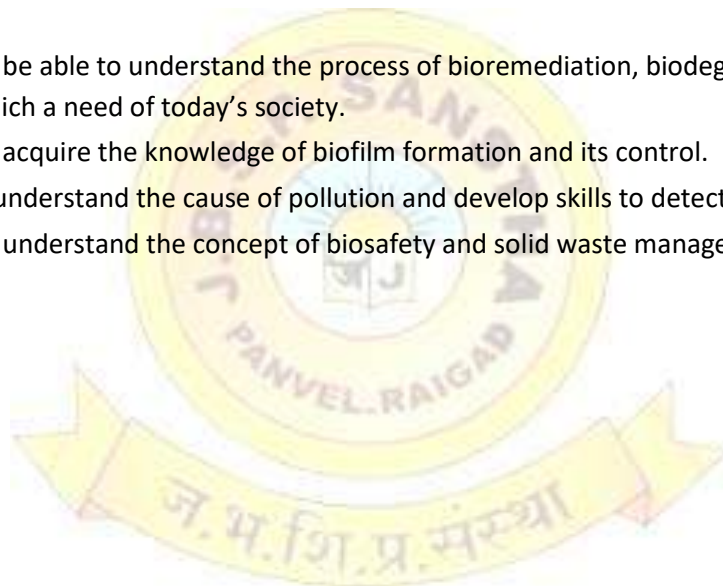 be able to understand the process of bioremediation, biodeg
ich a need of today's society.
acquire the knowledge of biofilm formation and its control.
understand the cause of pollution and develop skills to detect
understand the concept of biosafety and solid waste manage
J.B.S.P. SANSTHA
ज J
PANVEL.RAIGAD
ज.भ.शि.प्र.संस्था